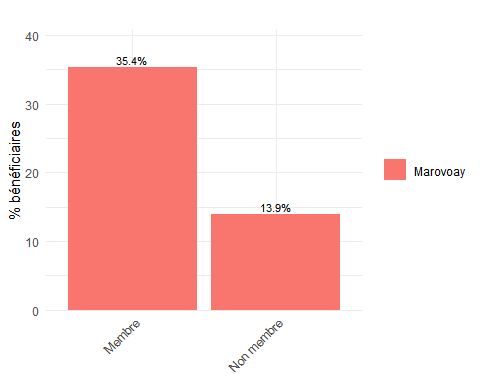 % bénéficiaires
40
30
20
10
0
35.4%
13.9%
Membre
Non membre
Marovoay